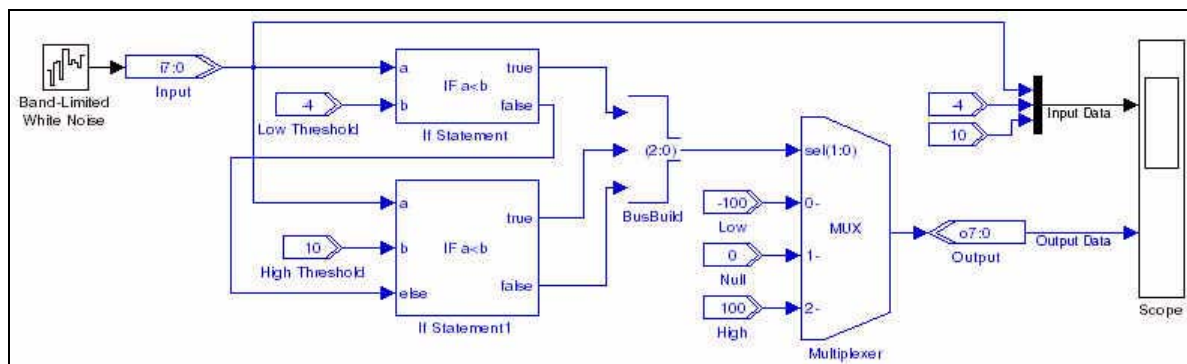 Band-Limited
White Noise
i7:0
Input
a
b
IF a<b
true
false
If Statement
-4
Low Threshold
a
b
else
IF a<b
true
false
If Statement1
10
High Threshold
(2:0)
BusBuild
sel(1:0)
0-
1-
2-
MUX
Multiplexer
-100
Low
0
Null
100
High
o7:0
Output
-4
10
Input Data
Output Data
Scope